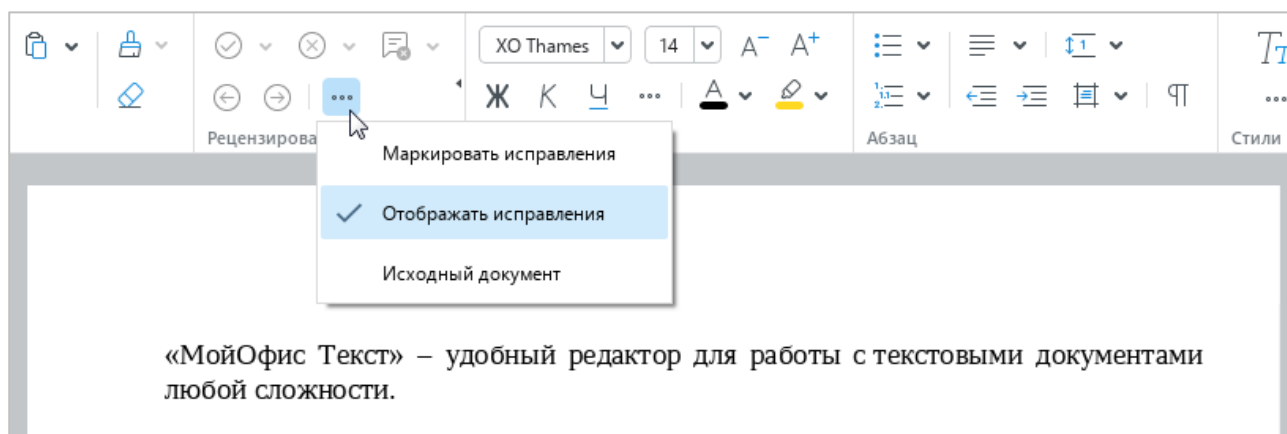 XO Thames 14
Ж К Ч
Рецензирова
Абзац
Стили
Маркировать исправления
Отображать исправления
Исходный документ
«МойОфис Текст» – удобный редактор для работы с текстовыми документами
любой сложности.